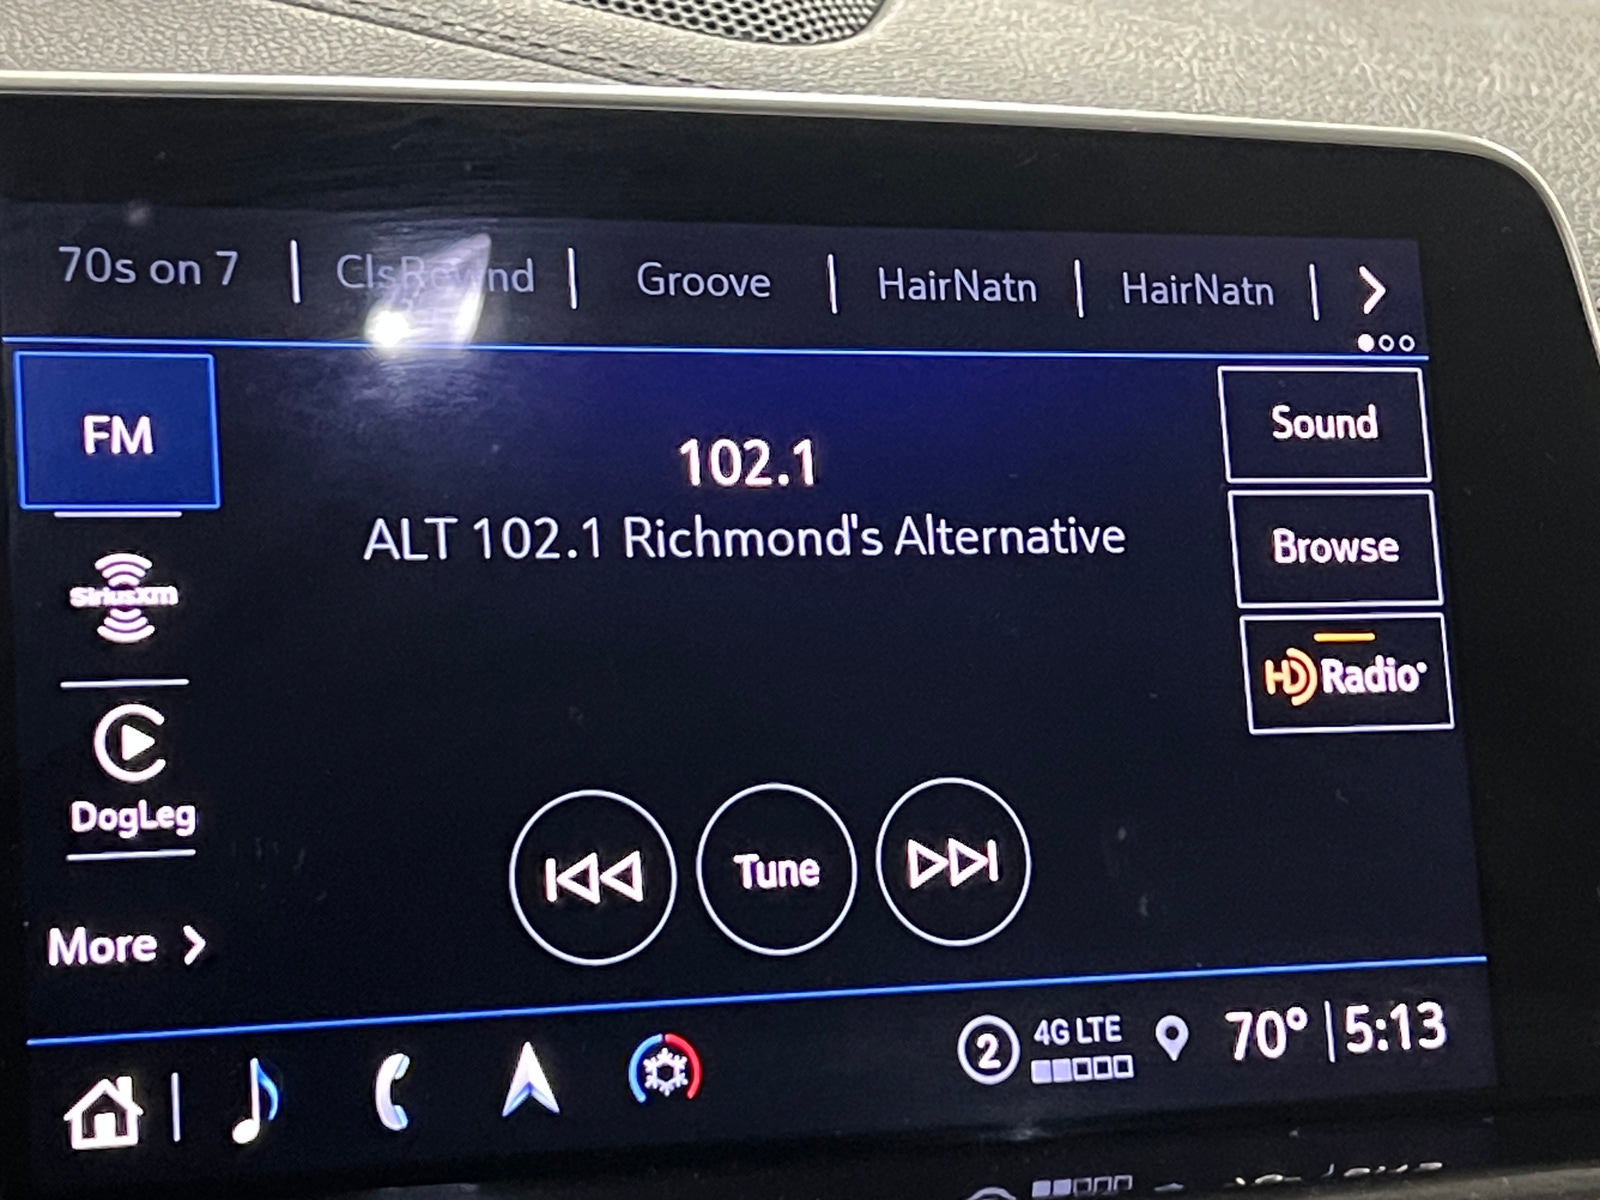 70s on 7 | ClsRewnd | Groove | HairNatn | HairNatn |
FM
SiriusXM
DogLeg
More
102.1
ALT 102.1 Richmond's Alternative
Tune
Sound
Browse
HD Radio
2 4G LTE 70° | 5:13